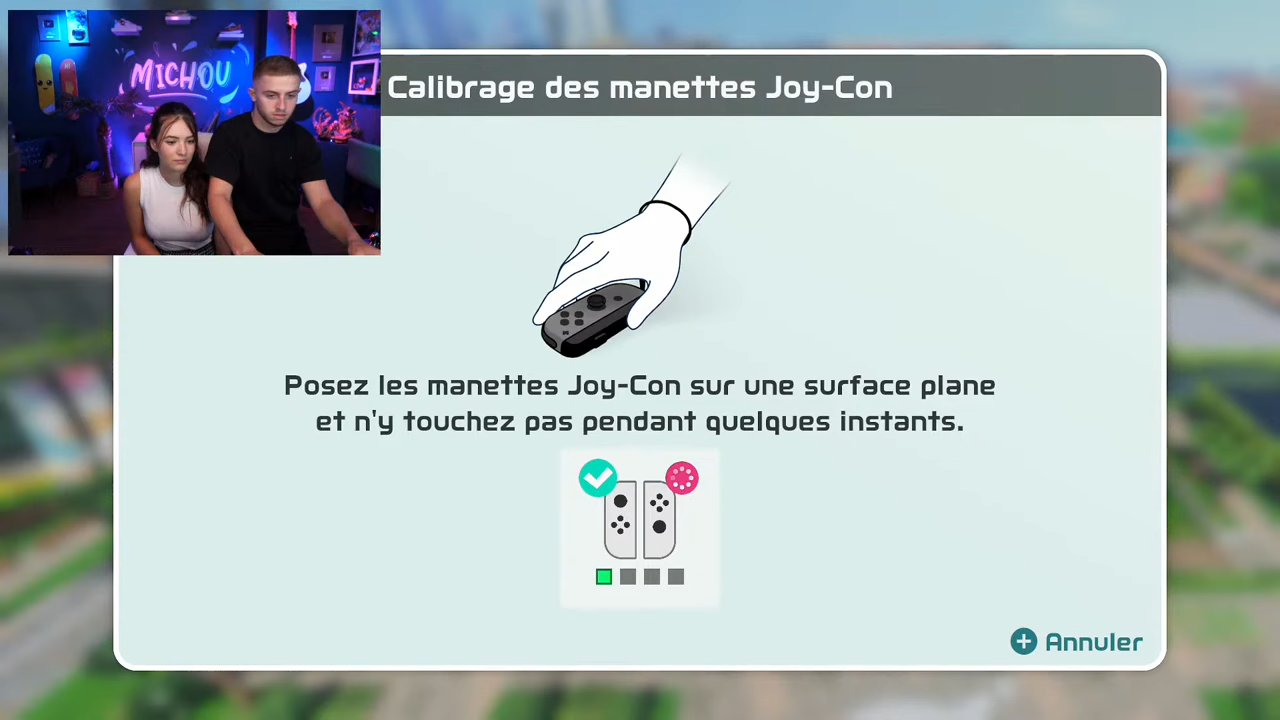 MICHOU
Calibrage des manettes Joy-Con
Posez les manettes Joy-Con sur une surface plane
et n'y touchez pas pendant quelques instants.
Annuler